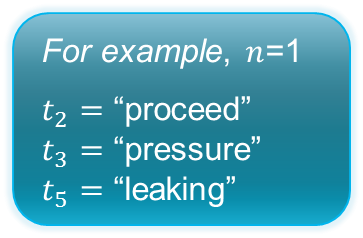 For example, n=1
t₂ = “proceed”
t₃ = “pressure”
t₅ = “leaking”